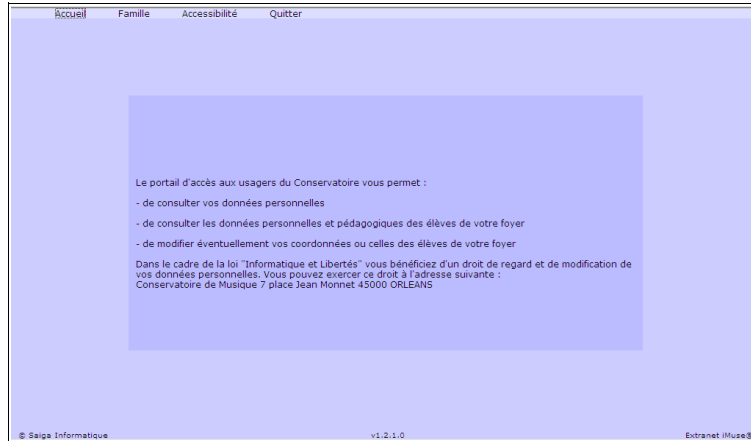 Accueil Famille Accessibilité Quitter
Le portail d'accès aux usagers du Conservatoire vous permet :
- de consulter vos données personnelles
- de consulter les données personnelles et pédagogiques des élèves de votre foyer
- de modifier éventuellement vos coordonnées ou celles des élèves de votre foyer
Dans le cadre de la loi "Informatique et Libertés" vous bénéficiez d'un droit de regard et de modification de
vos données personnelles. Vous pouvez exercer ce droit à l'adresse suivante :
Conservatoire de Musique 7 place Jean Monnet 45000 ORLEANS
© Saiga Informatique v1.2.1.0 Extranet iMuse®